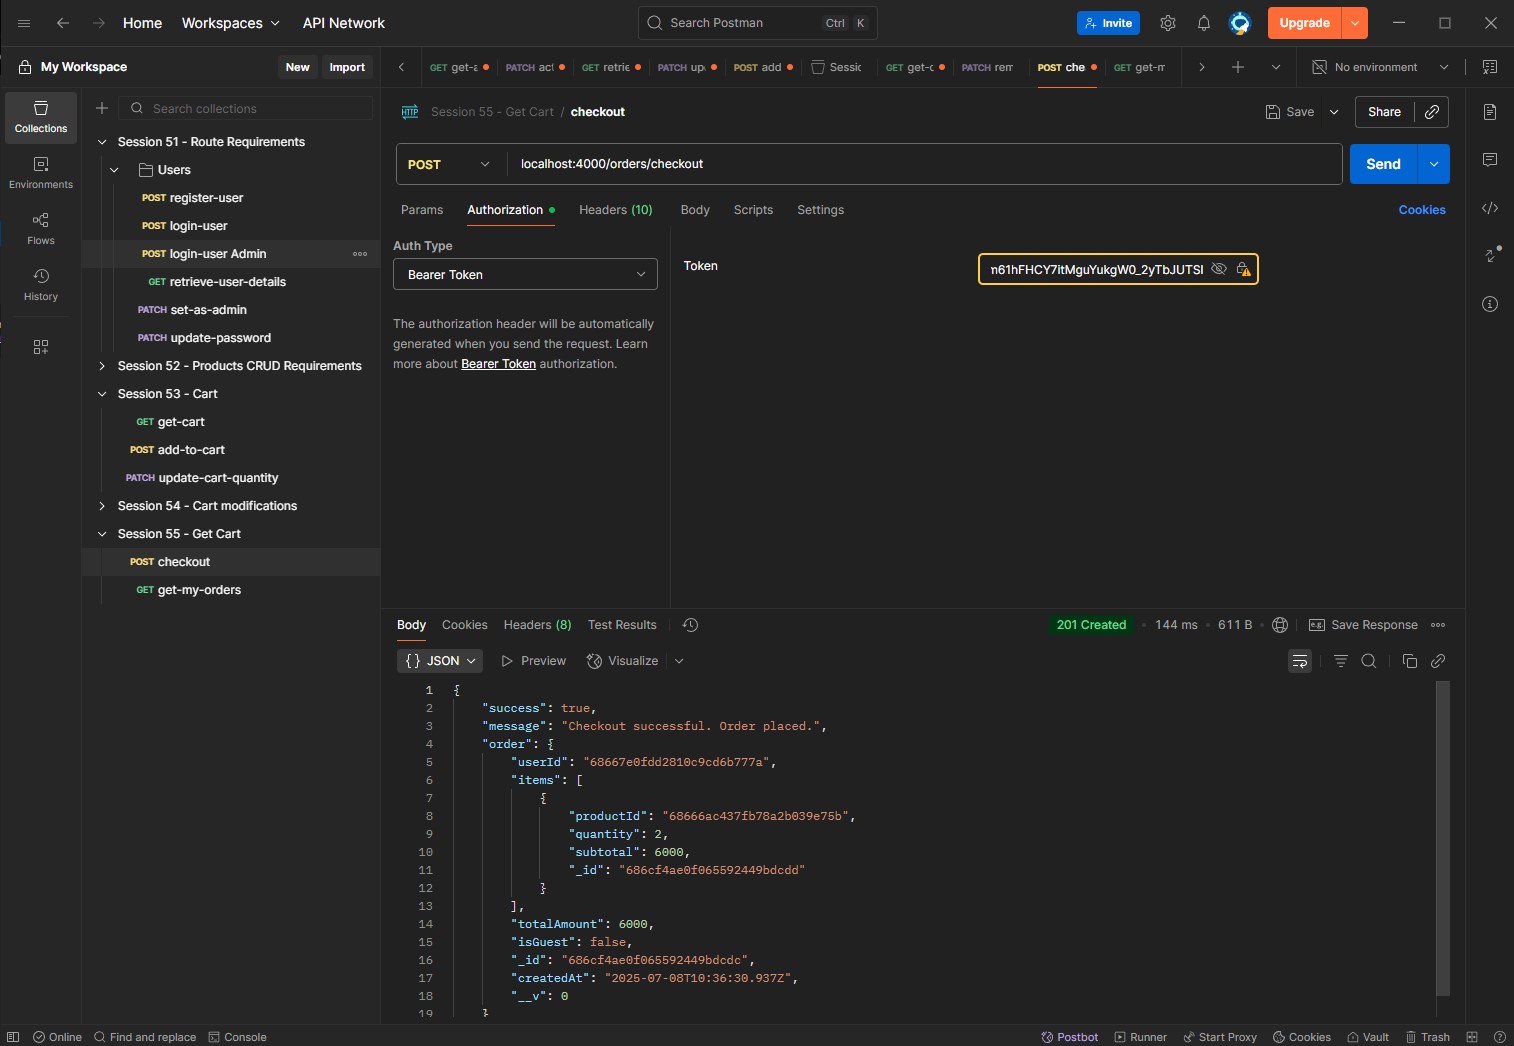 Home Workspaces API Network Search Postman Ctrl K Invite Upgrade
My Workspace New Import
GET get-a PATCH act GET retrie PATCH up POST add Sessic GET get-c PATCH rem POST che GET get-m No environment
Collections
Environments
Flows
History
Search collections
Session 51 - Route Requirements
Users
POST register-user
POST login-user
POST login-user Admin
GET retrieve-user-details
PATCH set-as-admin
PATCH update-password
Session 52 - Products CRUD Requirements
Session 53 - Cart
GET get-cart
POST add-to-cart
PATCH update-cart-quantity
Session 54 - Cart modifications
Session 55 - Get Cart
POST checkout
GET get-my-orders
HTTP Session 55 - Get Cart / checkout Save Share
POST localhost:4000/orders/checkout Send
Params Authorization Headers (10) Body Scripts Settings Cookies
Auth Type
Bearer Token
The authorization header will be automatically
generated when you send the request. Learn
more about Bearer Token authorization.
Token
Body Cookies Headers (8) Test Results 201 Created 144 ms 611 B e.g. Save Response
{} JSON Preview Visualize
1 {
2 "success": true,
3 "message": "Checkout successful. Order placed.",
4 "order": {
5 "userId": "68667e0fdd2810c9cd6b777a",
6 "items": [
7 {
8 "productId": "68666ac437fb78a2b039e75b",
9 "quantity": 2,
10 "subtotal": 6000,
11 "_id": "686cf4ae0f065592449bdcdd"
12 }
13 ],
14 "totalAmount": 6000,
15 "isGuest": false,
16 "_id": "686cf4ae0f065592449bdcdc",
17 "createdAt": "2025-07-08T10:36:30.937Z",
18 "__v": 0
19 }
Online Find and replace Console Postbot Runner Start Proxy Cookies Vault Trash